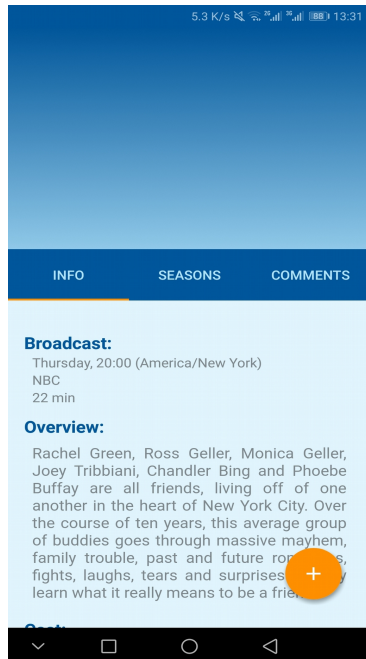 5.3 K/s 2G 3G 88 13:31
INFO SEASONS COMMENTS
Broadcast:
Thursday, 20:00 (America/New York)
NBC
22 min
Overview:
Rachel Green, Ross Geller, Monica Geller,
Joey Tribbiani, Chandler Bing and Phoebe
Buffay are all friends, living off of one
another in the heart of New York City. Over
the course of ten years, this average group
of buddies goes through massive mayhem,
family trouble, past and future
fights, laughs, tears and surprises
learn what it really means to be a